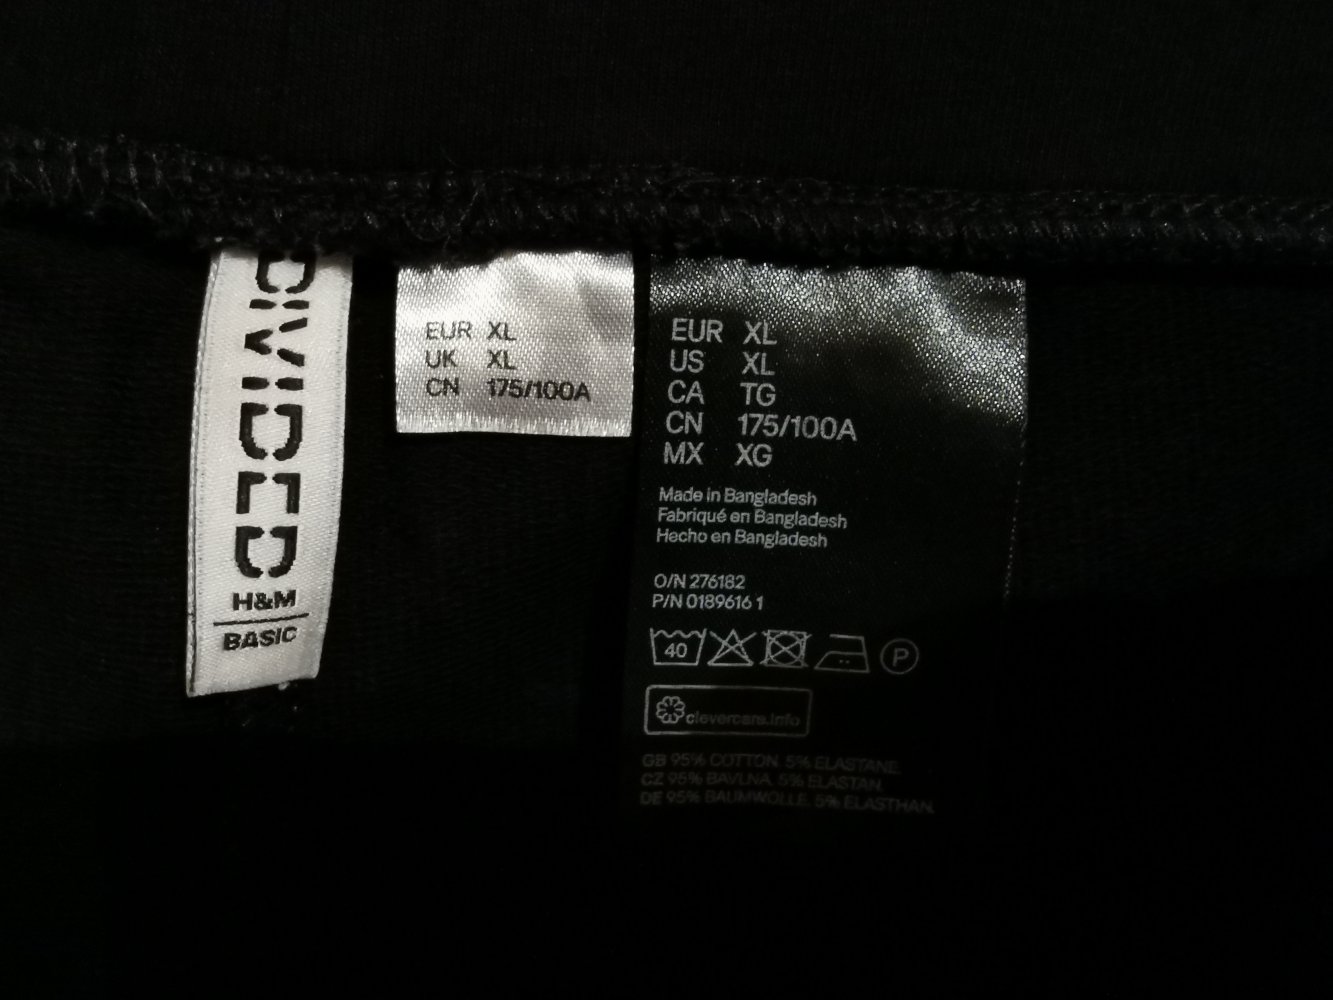 DIVIDED
H&M
BASIC
EUR XL
UK XL
CN 175/100A
EUR XL
US XL
CA TG
CN 175/100A
MX XG
Made in Bangladesh
Fabriqué en Bangladesh
Hecho en Bangladesh
O/N 276182
P/N 0189616 1
40
P
clevercare.info
GB 95% COTTON. 5% ELASTANE.
CZ 95% BAVLNA. 5% ELASTAN.
DE 95% BAUMWOLLE. 5% ELASTHAN.